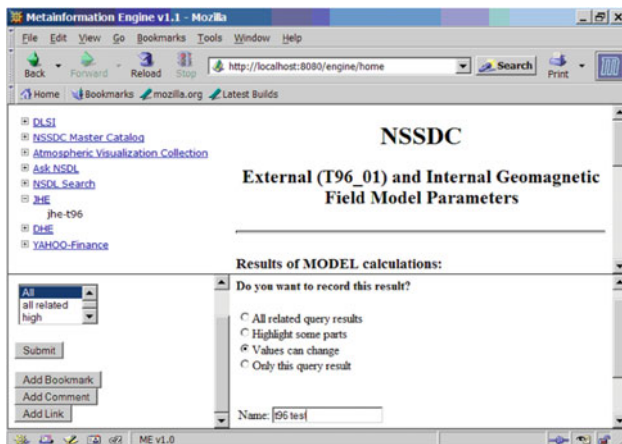 Metainformation Engine v1.1 - Mozilla
File Edit View Go Bookmarks Tools Window Help
Back Forward Reload Stop http://localhost:8080/engine/home Search Print
Home Bookmarks mozilla.org Latest Builds
DLSI
NSSDC Master Catalog
Atmospheric Visualization Collection
Ask NSDL
NSDL Search
JHE
jhe-t96
DHE
YAHOO-Finance
NSSDC
External (T96_01) and Internal Geomagnetic
Field Model Parameters
Results of MODEL calculations:
All
all related
high
Submit
Add Bookmark
Add Comment
Add Link
Do you want to record this result?
All related query results
Highlight some parts
Values can change
Only this query result
Name: t96 test
ME v1.0